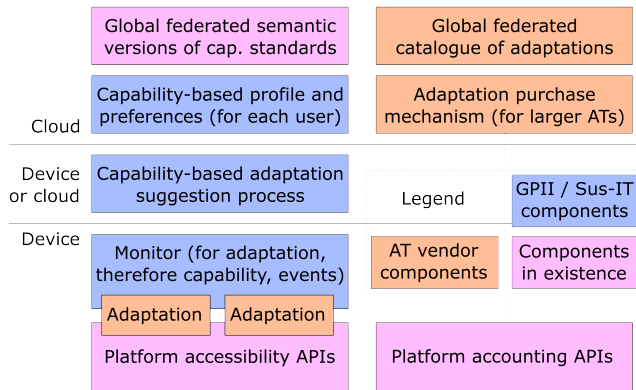 Global federated semantic
versions of cap. standards
Global federated
catalogue of adaptations
Capability-based profile and
preferences (for each user)
Adaptation purchase
mechanism (for larger ATs)
Cloud
Device
or cloud
Capability-based adaptation
suggestion process
Legend
GPII / Sus-IT
components
Device
Monitor (for adaptation,
therefore capability, events)
AT vendor
components
Components
in existence
Adaptation
Adaptation
Platform accessibility APIs
Platform accounting APIs